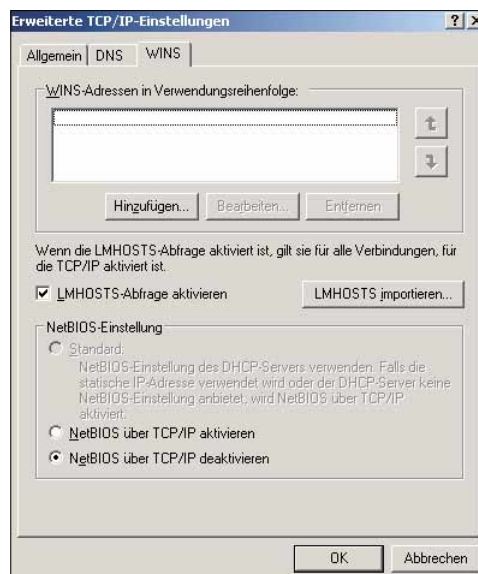 Erweiterte TCP/IP-Einstellungen
Allgemein DNS WINS
WINS-Adressen in Verwendungsreihenfolge:
Hinzufügen... Bearbeiten... Entfernen
Wenn die LMHOSTS-Abfrage aktiviert ist, gilt sie für alle Verbindungen, für
die TCP/IP aktiviert ist.
LMHOSTS-Abfrage aktivieren LMHOSTS importieren...
NetBIOS-Einstellung
Standard:
NetBIOS-Einstellung des DHCP-Servers verwenden. Falls die
statische IP-Adresse verwendet wird oder der DHCP-Server keine
NetBIOS-Einstellung anbietet, wird NetBIOS über TCP/IP
aktiviert.
NetBIOS über TCP/IP aktivieren
NetBIOS über TCP/IP deaktivieren
OK Abbrechen